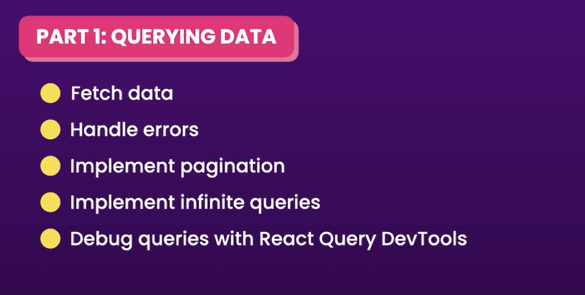 PART 1: QUERYING DATA
Fetch data
Handle errors
Implement pagination
Implement infinite queries
Debug queries with React Query DevTools